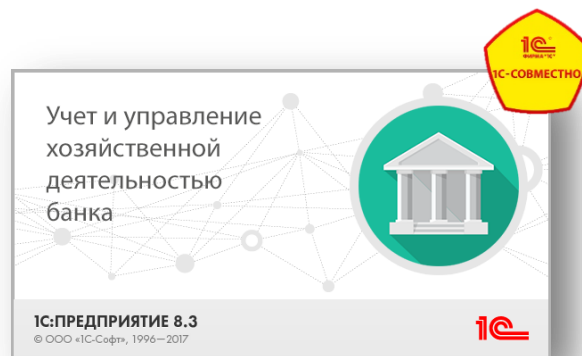 1С
ФИРМА "1С"
1С-СОВМЕСТНО
Учет и управление
хозяйственной
деятельностью
банка
1С:ПРЕДПРИЯТИЕ 8.3
© ООО «1С-Софт», 1996—2017
1С